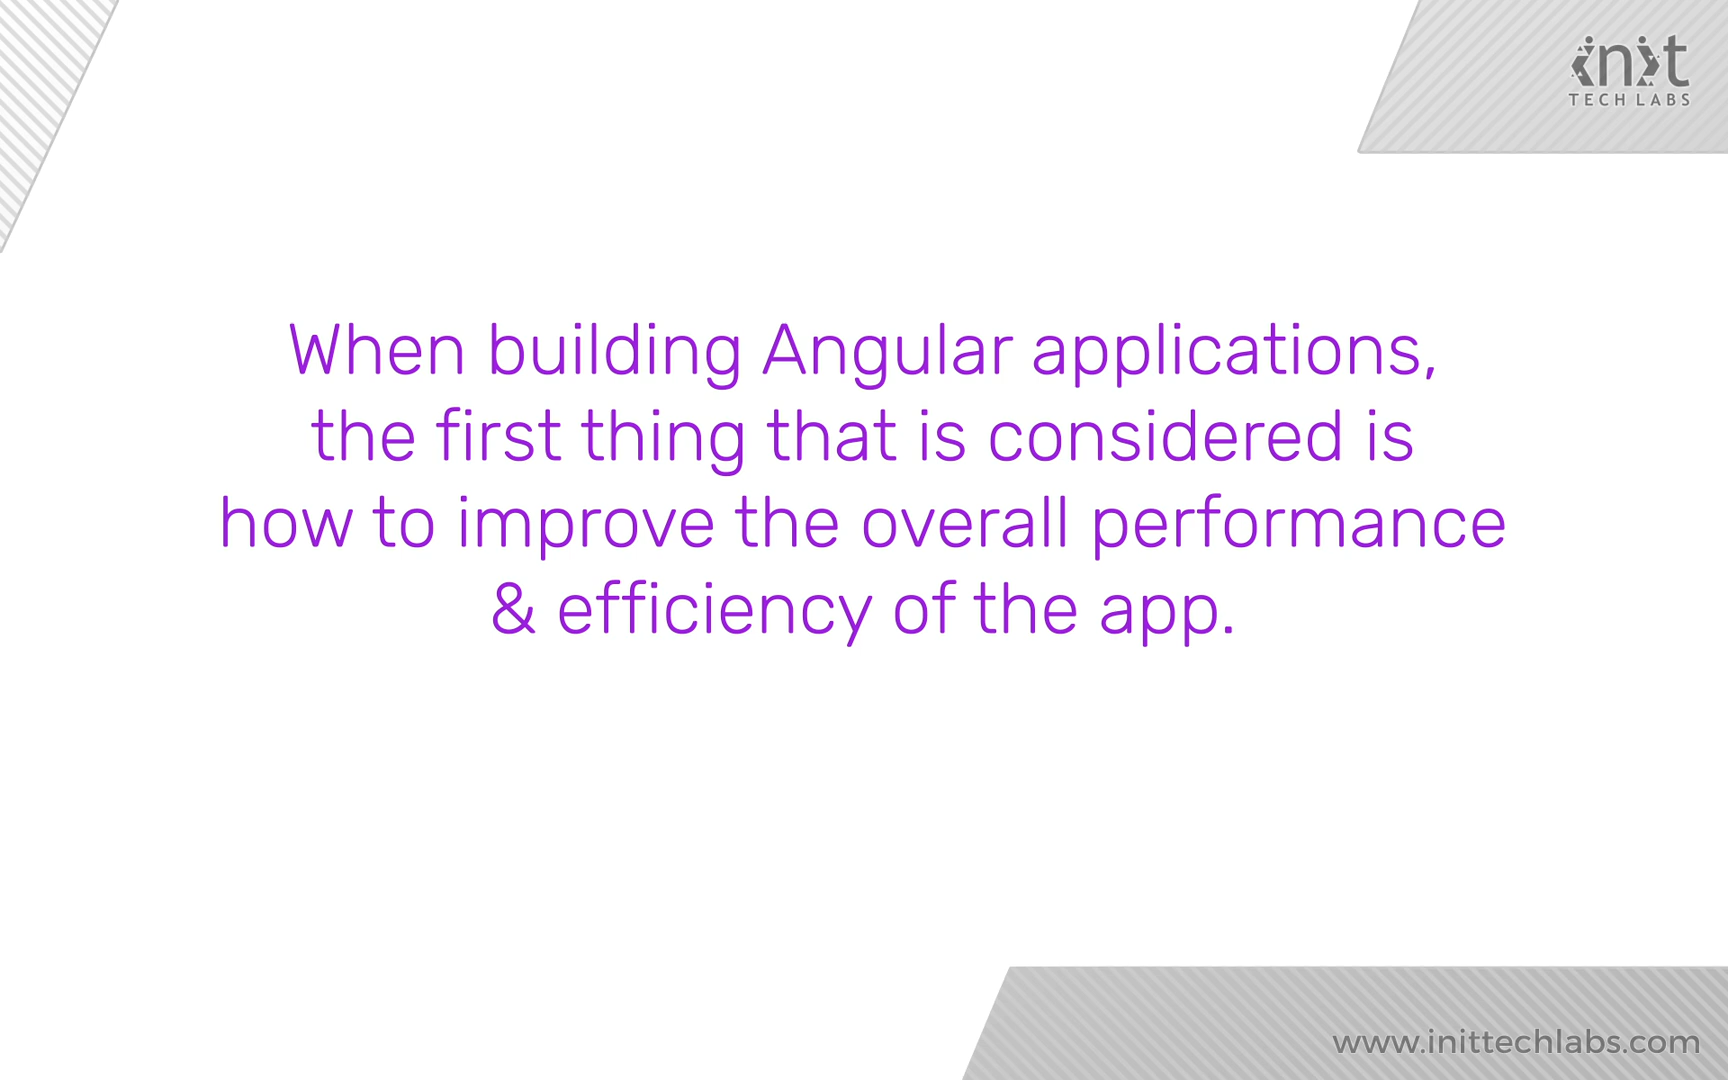 init
TECH LABS
When building Angular applications,
the first thing that is considered is
how to improve the overall performance
& efficiency of the app.
www.inittechlabs.com